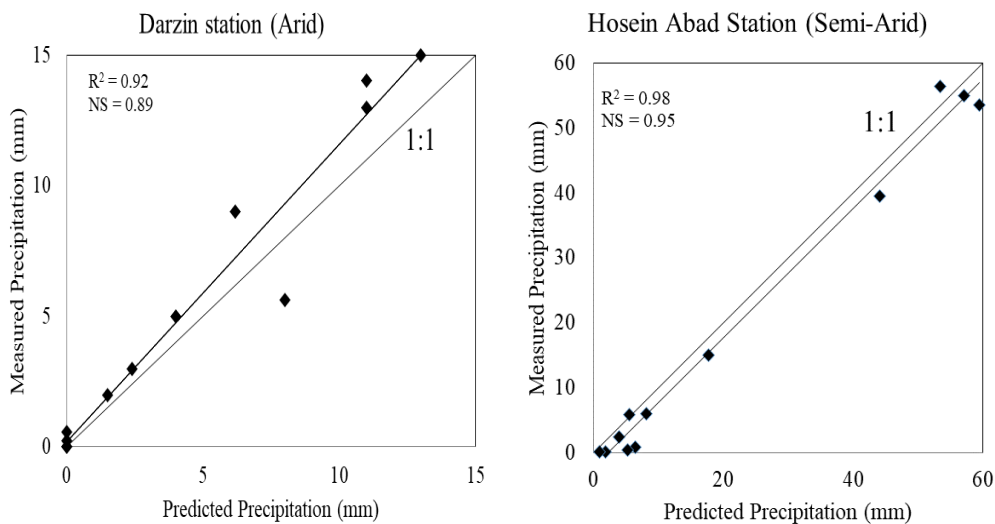 Darzin station (Arid)
R² = 0.92
NS = 0.89
1:1
15
10
5
0
0
5
10
15
Measured Precipitation (mm)
Predicted Precipitation (mm)
Hosein Abad Station (Semi-Arid)
R² = 0.98
NS = 0.95
1:1
60
50
40
30
20
10
0
0
20
40
60
Measured Precipitation (mm)
Predicted Precipitation (mm)